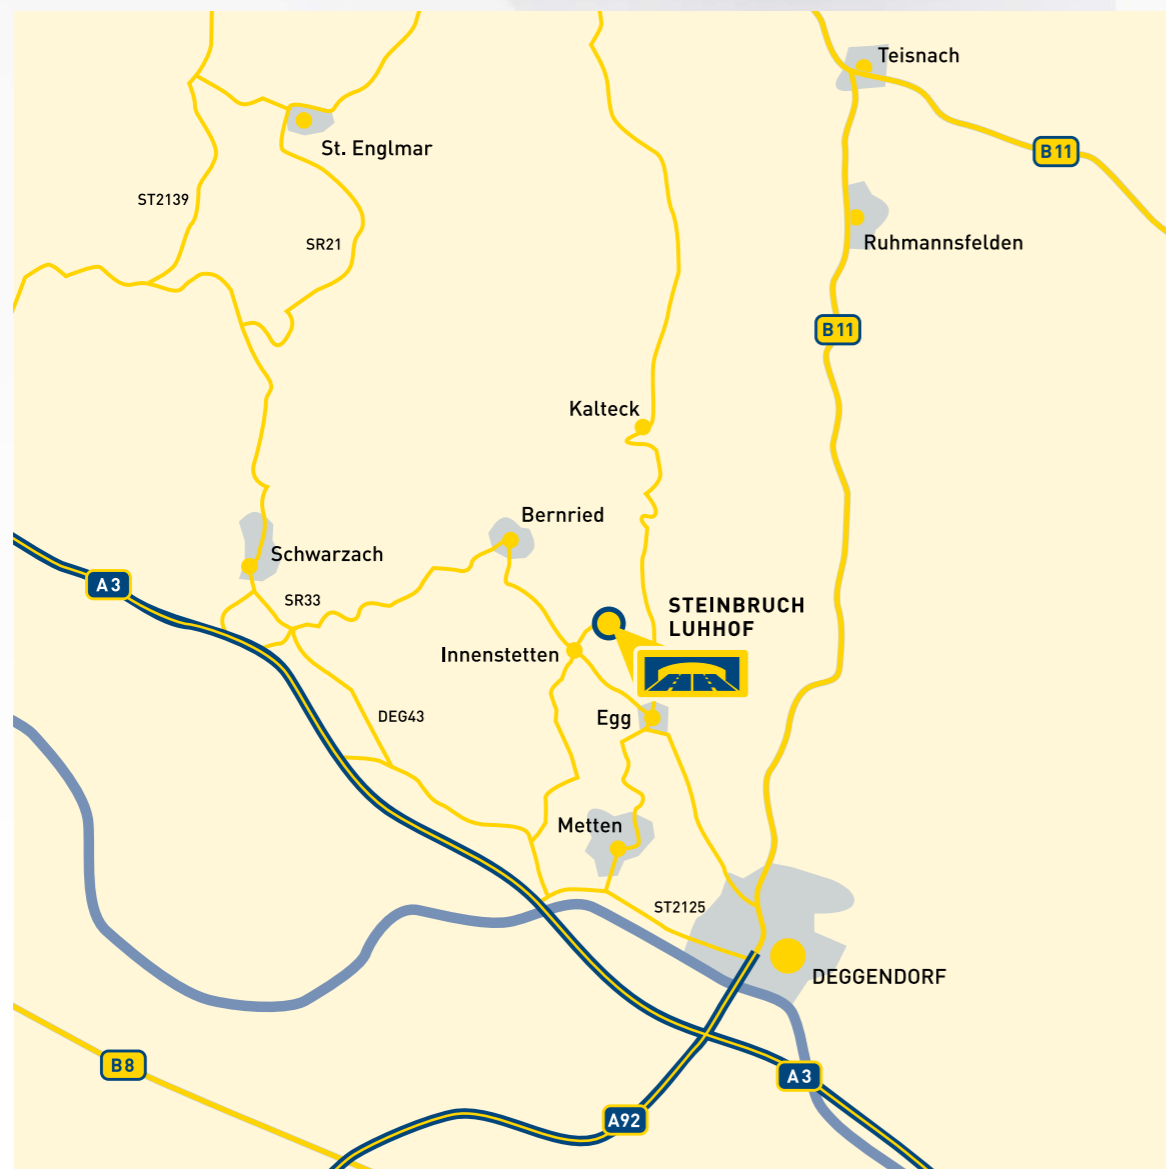 Teisnach
St. Englmar
B11
ST2139
SR21
Ruhmannsfelden
B11
Kalteck
Bernried
Schwarzach
A3
SR33
STEINBRUCH
LUHHOF
Innenstetten
DEG43
Egg
Metten
ST2125
DEGGENDORF
B8
A3
A92